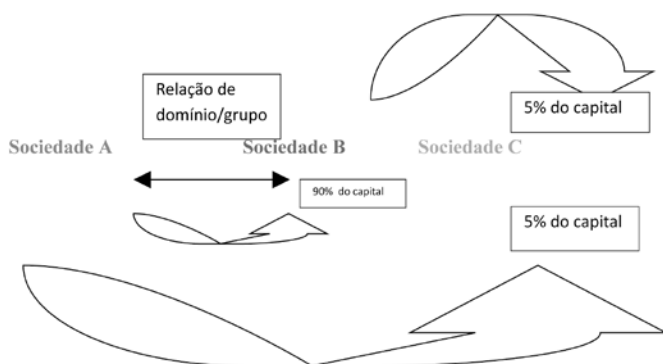 Relação de
domínio/grupo
5% do capital
Sociedade A
Sociedade B
Sociedade C
90% do capital
5% do capital